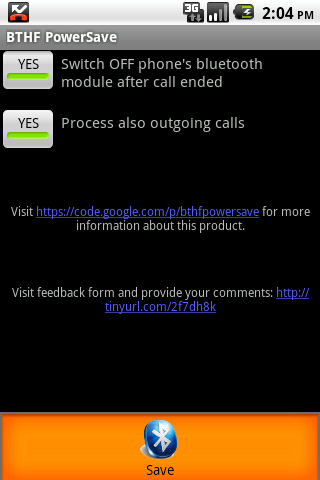 3G
2:04 PM
BTHF PowerSave
YES
Switch OFF phone's bluetooth
module after call ended
YES
Process also outgoing calls
Visit https://code.google.com/p/bthfpowersave for more
information about this product.
Visit feedback form and provide your comments: http://
tinyurl.com/2f7dh8k
Save